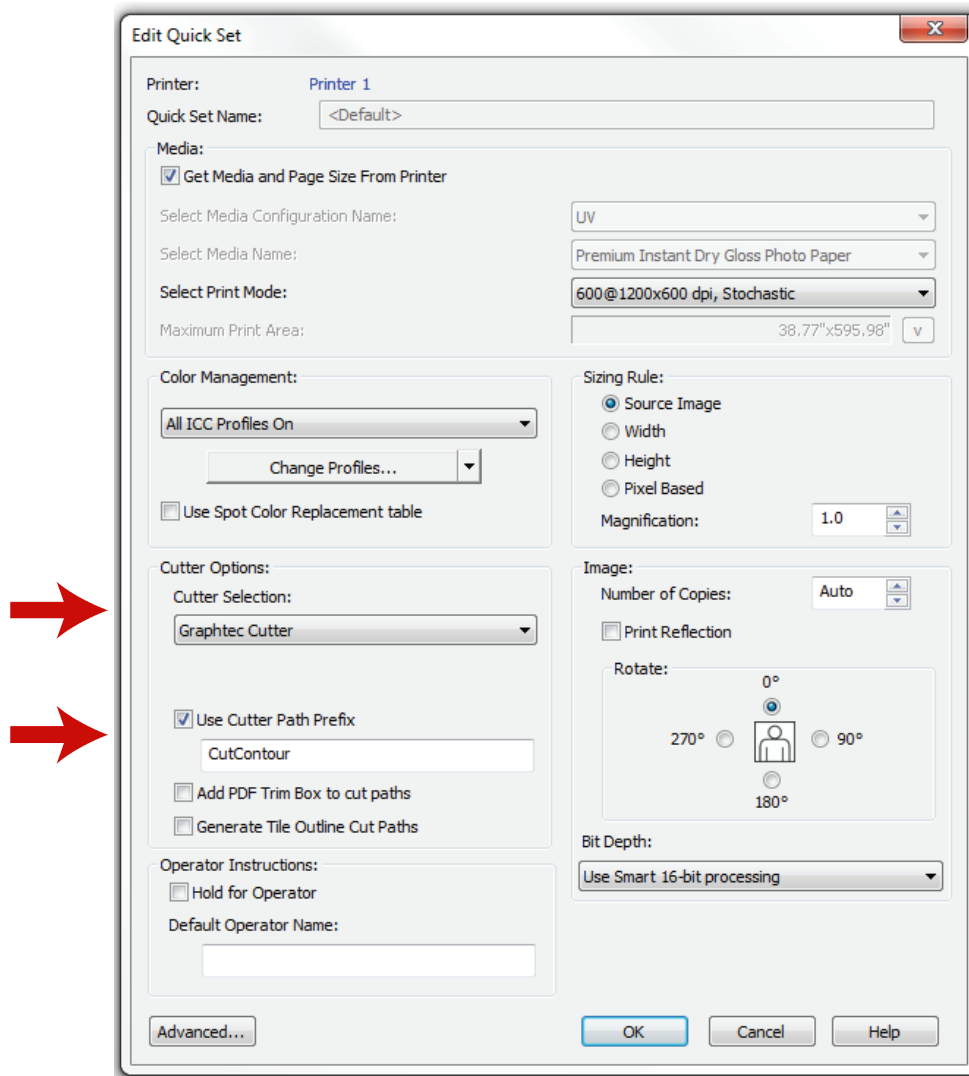 Edit Quick Set
Printer: Printer 1
Quick Set Name: <Default>
Media:
Get Media and Page Size From Printer
Select Media Configuration Name: UV
Select Media Name: Premium Instant Dry Gloss Photo Paper
Select Print Mode: 600@1200x600 dpi, Stochastic
Maximum Print Area: 38.77"x595.98" v
Color Management:
All ICC Profiles On
Change Profiles...
Use Spot Color Replacement table
Sizing Rule:
Source Image
Width
Height
Pixel Based
Magnification: 1.0
Cutter Options:
Cutter Selection:
Graphtec Cutter
Use Cutter Path Prefix
CutContour
Add PDF Trim Box to cut paths
Generate Tile Outline Cut Paths
Image:
Number of Copies: Auto
Print Reflection
Rotate:
0°
270° 90°
180°
Bit Depth:
Use Smart 16-bit processing
Operator Instructions:
Hold for Operator
Default Operator Name:
Advanced... OK Cancel Help